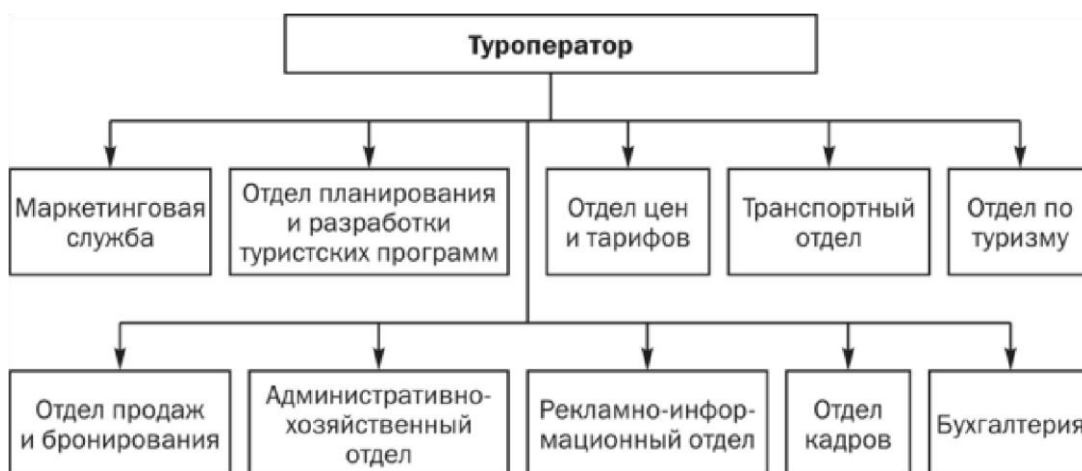 Туроператор
Маркетинговая
служба
Отдел планирования
и разработки
туристских программ
Отдел цен
и тарифов
Транспортный
отдел
Отдел по
туризму
Отдел продаж
и бронирования
Административно-
хозяйственный
отдел
Рекламно-инфор-
мационный отдел
Отдел
кадров
Бухгалтерия